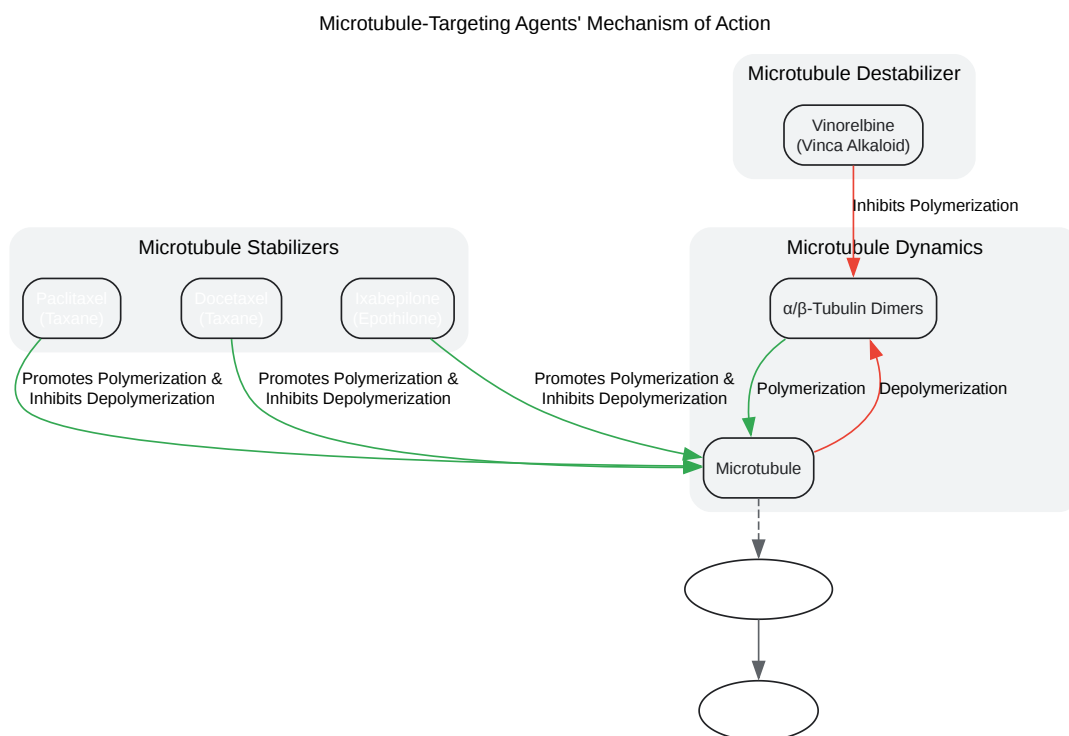 Microtubule-Targeting Agents' Mechanism of Action
Microtubule Destabilizer
Vinorelbine
(Vinca Alkaloid)
Inhibits Polymerization
Microtubule Stabilizers
Paclitaxel
(Taxane)
Docetaxel
(Taxane)
Ixabepilone
(Epothilone)
Microtubule Dynamics
α/β-Tubulin Dimers
Promotes Polymerization &
Inhibits Depolymerization
Promotes Polymerization &
Inhibits Depolymerization
Promotes Polymerization &
Inhibits Depolymerization
Polymerization
Depolymerization
Microtubule